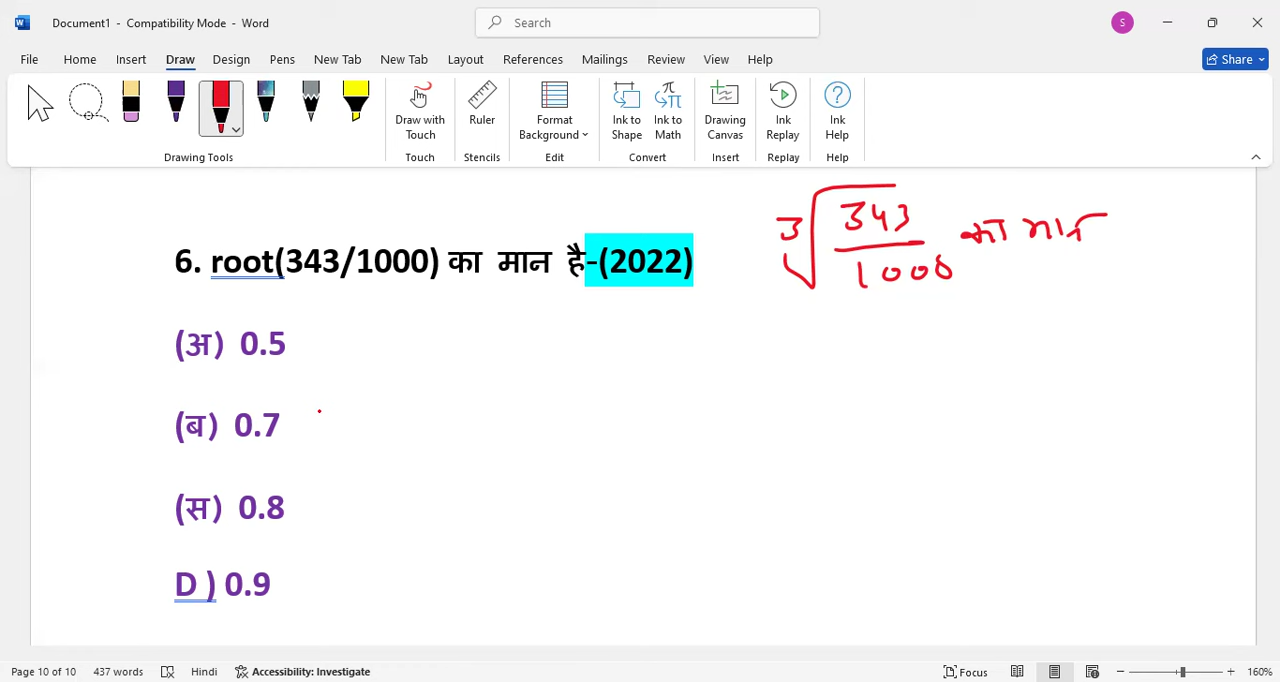 Document1 - Compatibility Mode - Word
Search
S
File Home Insert Draw Design Pens New Tab New Tab Layout References Mailings Review View Help
Share
Draw with Touch
Ruler
Format Background
Ink to Shape
Ink to Math
Drawing Canvas
Ink Replay
Ink Help
Drawing Tools
Touch
Stencils
Edit
Convert
Insert
Replay
Help
3√343/1000 का मान
6. root(343/1000) का मान है-(2022)
(अ) 0.5
(ब) 0.7
(स) 0.8
D ) 0.9
Page 10 of 10 437 words Hindi Accessibility: Investigate Focus 160%